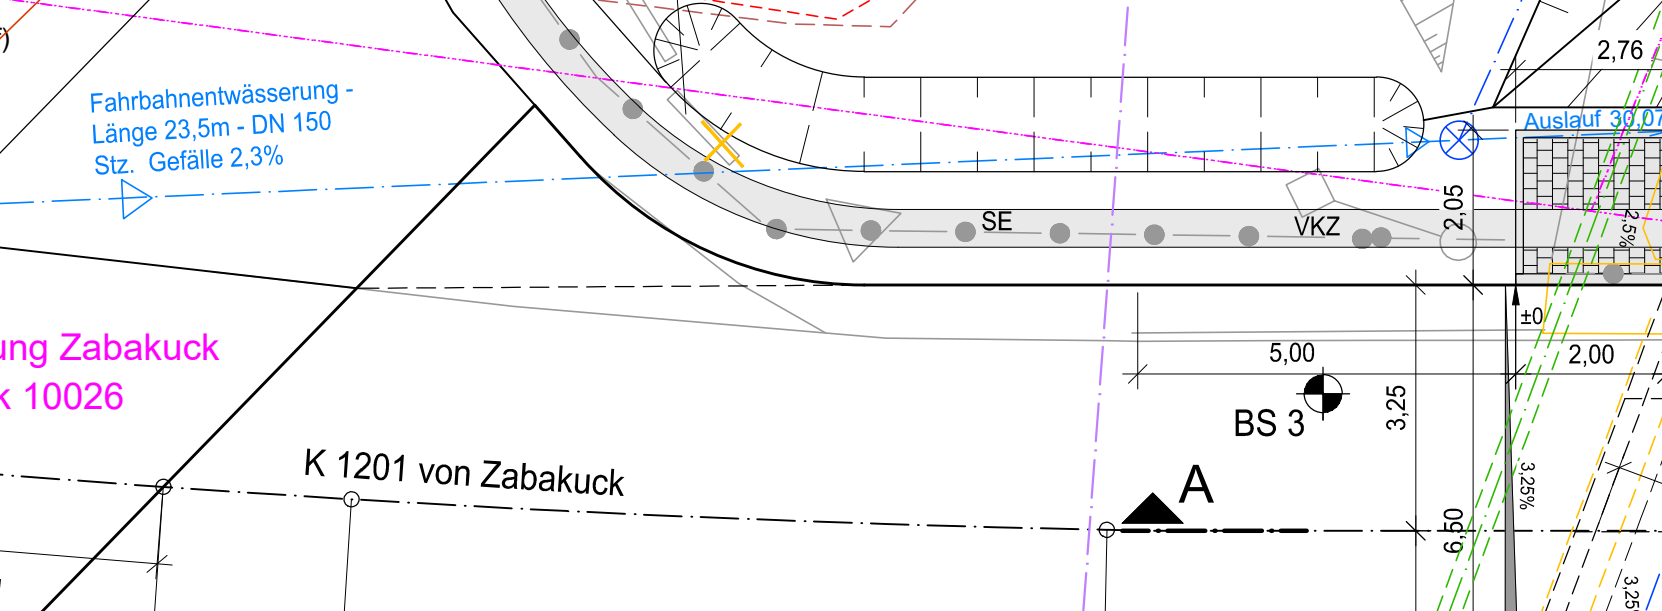 f)
2,76
Fahrbahnentwässerung -
Länge 23,5m - DN 150
Stz. Gefälle 2,3%
Auslauf 30,07
2,05
SE
VKZ
2,5%
±0
ung Zabakuck
k 10026
5,00
2,00
3,25
BS 3
K 1201 von Zabakuck
A
3,25%
6,50
3,25